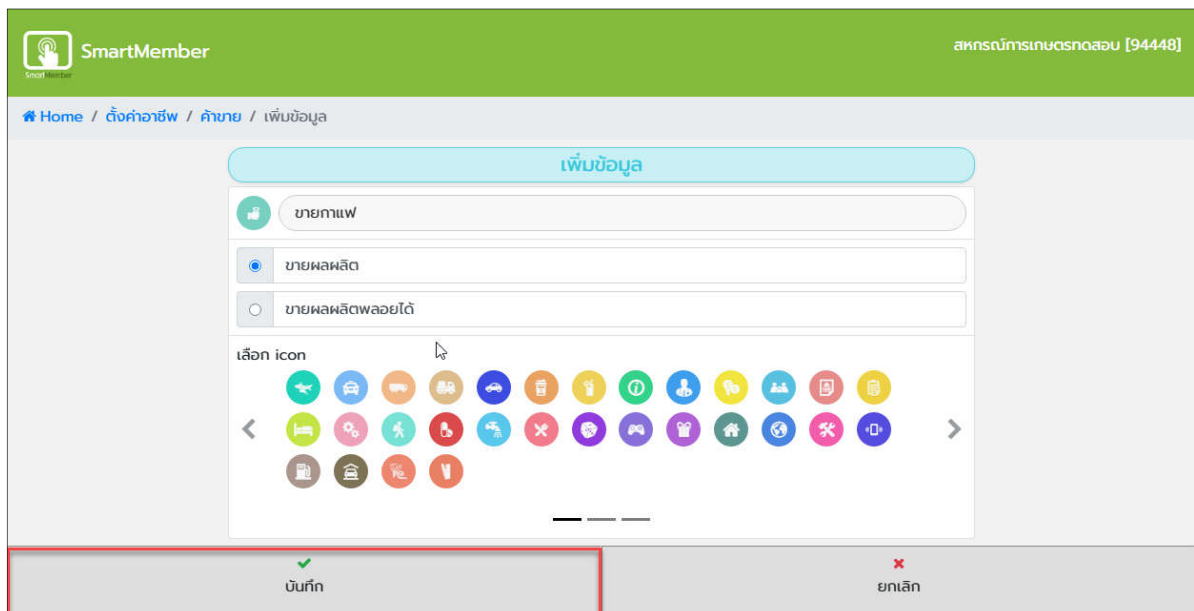 SmartMember
SmartMember
สหกรณ์การเกษตรทดสอบ [94448]
Home / ตั้งค่าอาชีพ / ค้าขาย / เพิ่มข้อมูล
เพิ่มข้อมูล
ขายกาแฟ
ขายผลผลิต
ขายผลผลิตพลอยได้
เลือก icon
บันทึก
ยกเลิก